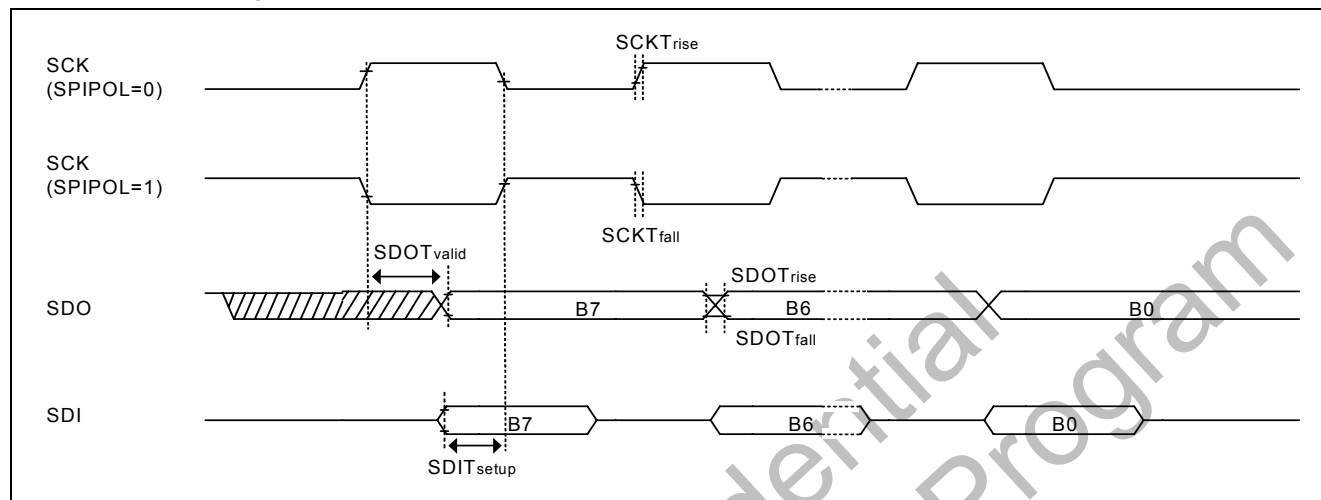 SCKTrise
SCK
(SPIPOL=0)
SCK
(SPIPOL=1)
SCKTfall
SDOTvalid
SDOTrise
SDO
B7
B6
B0
SDOTfall
SDI
B7
B6
B0
SDITsetup
Program